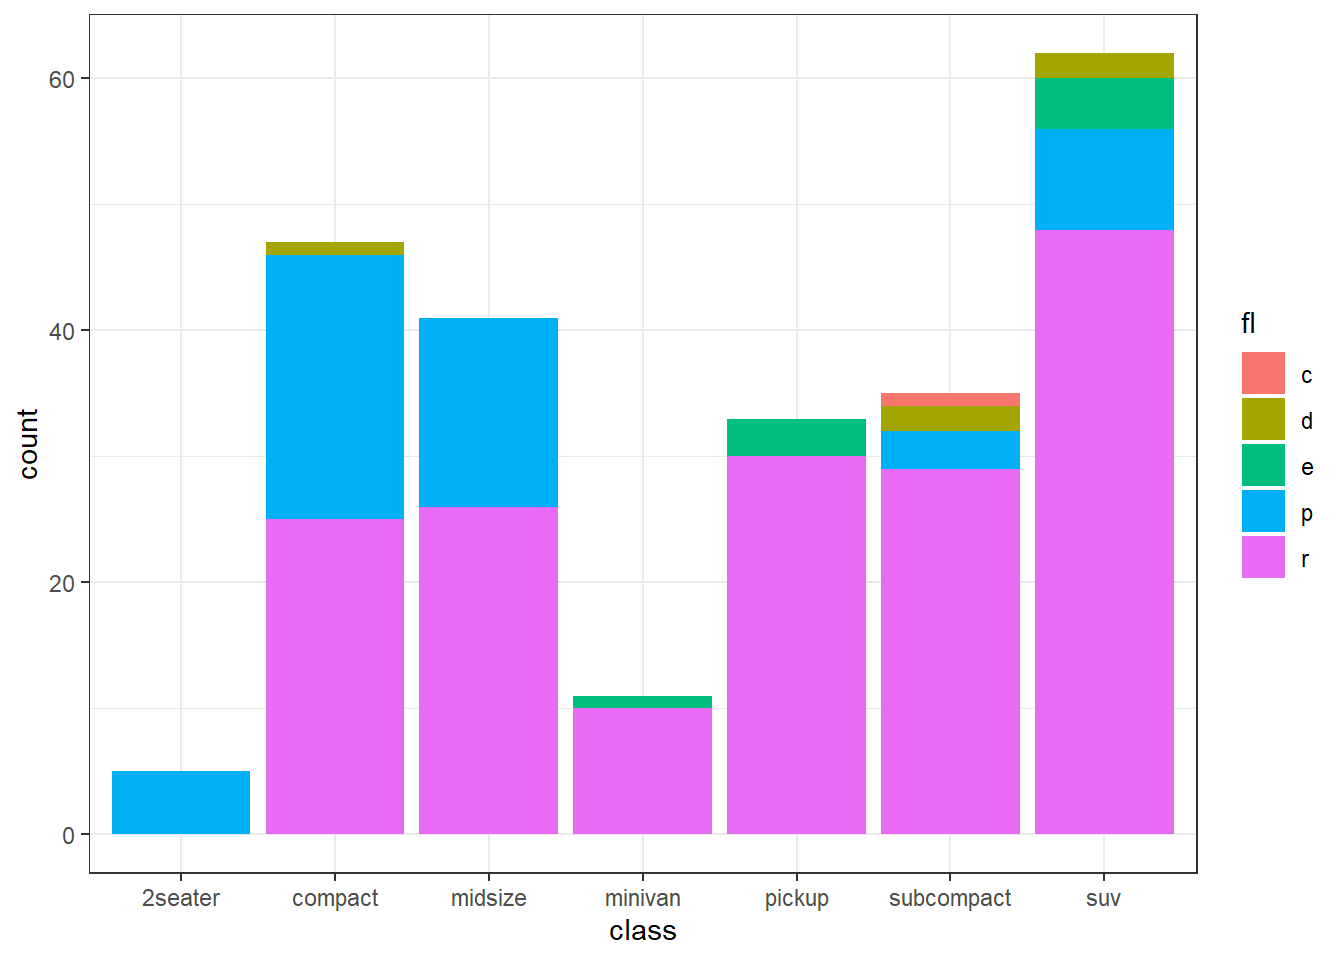 60
40
20
0
count
2seater compact midsize minivan pickup subcompact suv
class
fl
c
d
e
p
r